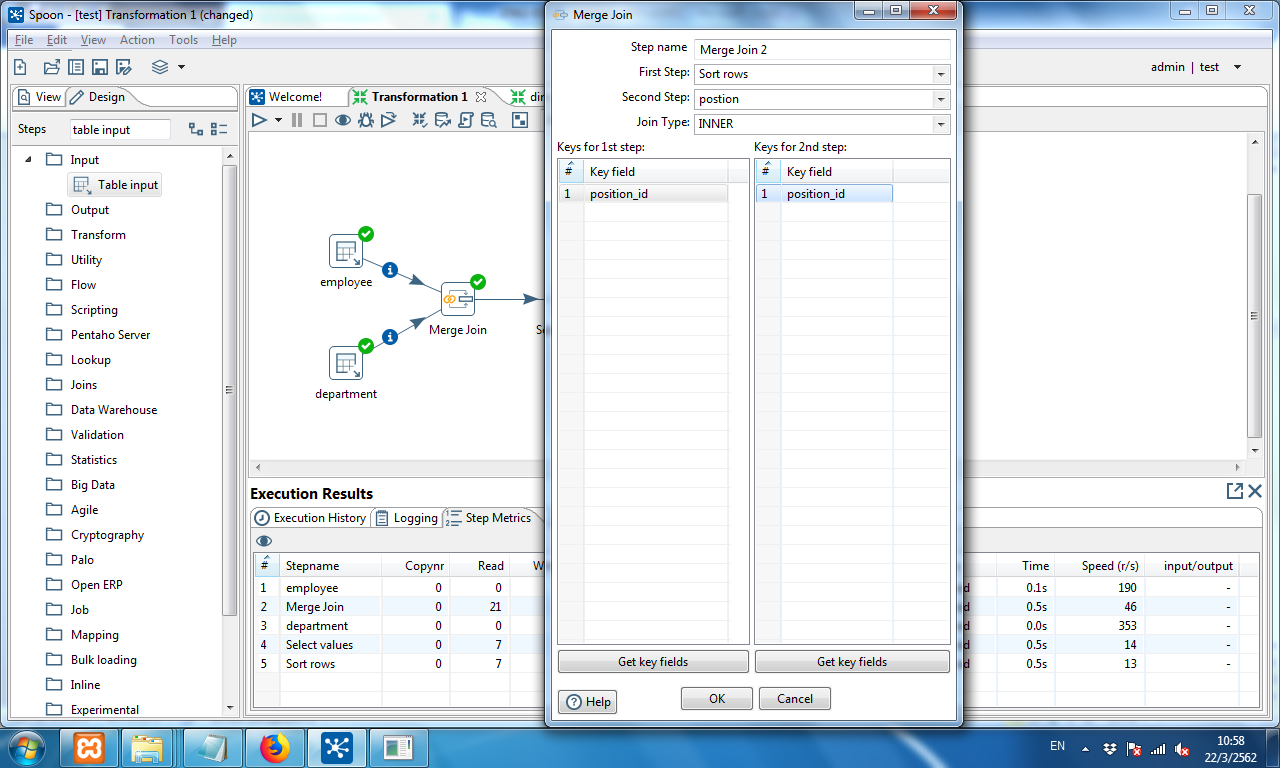 Spoon - [test] Transformation 1 (changed)
File Edit View Action Tools Help
admin | test
View Design
Steps table input
Input
Table input
Output
Transform
Utility
Flow
Scripting
Pentaho Server
Lookup
Joins
Data Warehouse
Validation
Statistics
Big Data
Agile
Cryptography
Palo
Open ERP
Job
Mapping
Bulk loading
Inline
Experimental
Welcome! Transformation 1 dir
employee
Merge Join
department
Execution Results
Execution History Logging Step Metrics
# Stepname Copynr Read W Time Speed (r/s) input/output
1 employee 0 0 d 0.1s 190 -
2 Merge Join 0 21 d 0.5s 46 -
3 department 0 0 d 0.0s 353 -
4 Select values 0 7 d 0.5s 14 -
5 Sort rows 0 7 d 0.5s 13 -
Merge Join
Step name Merge Join 2
First Step: Sort rows
Second Step: postion
Join Type: INNER
Keys for 1st step: Keys for 2nd step:
# Key field # Key field
1 position_id 1 position_id
Get key fields Get key fields
Help OK Cancel
EN
10:58
22/3/2562